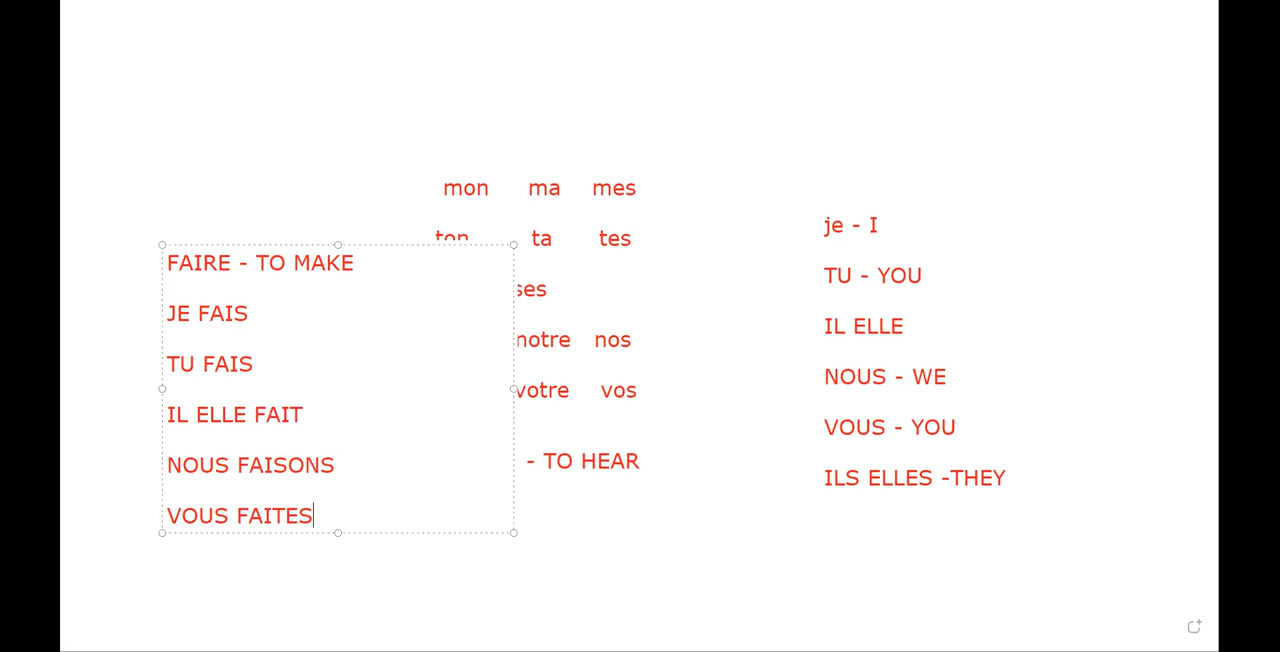 mon ma mes
ton ta tes
ses
notre nos
votre vos
- TO HEAR
FAIRE - TO MAKE
JE FAIS
TU FAIS
IL ELLE FAIT
NOUS FAISONS
VOUS FAITES
je - I
TU - YOU
IL ELLE
NOUS - WE
VOUS - YOU
ILS ELLES -THEY